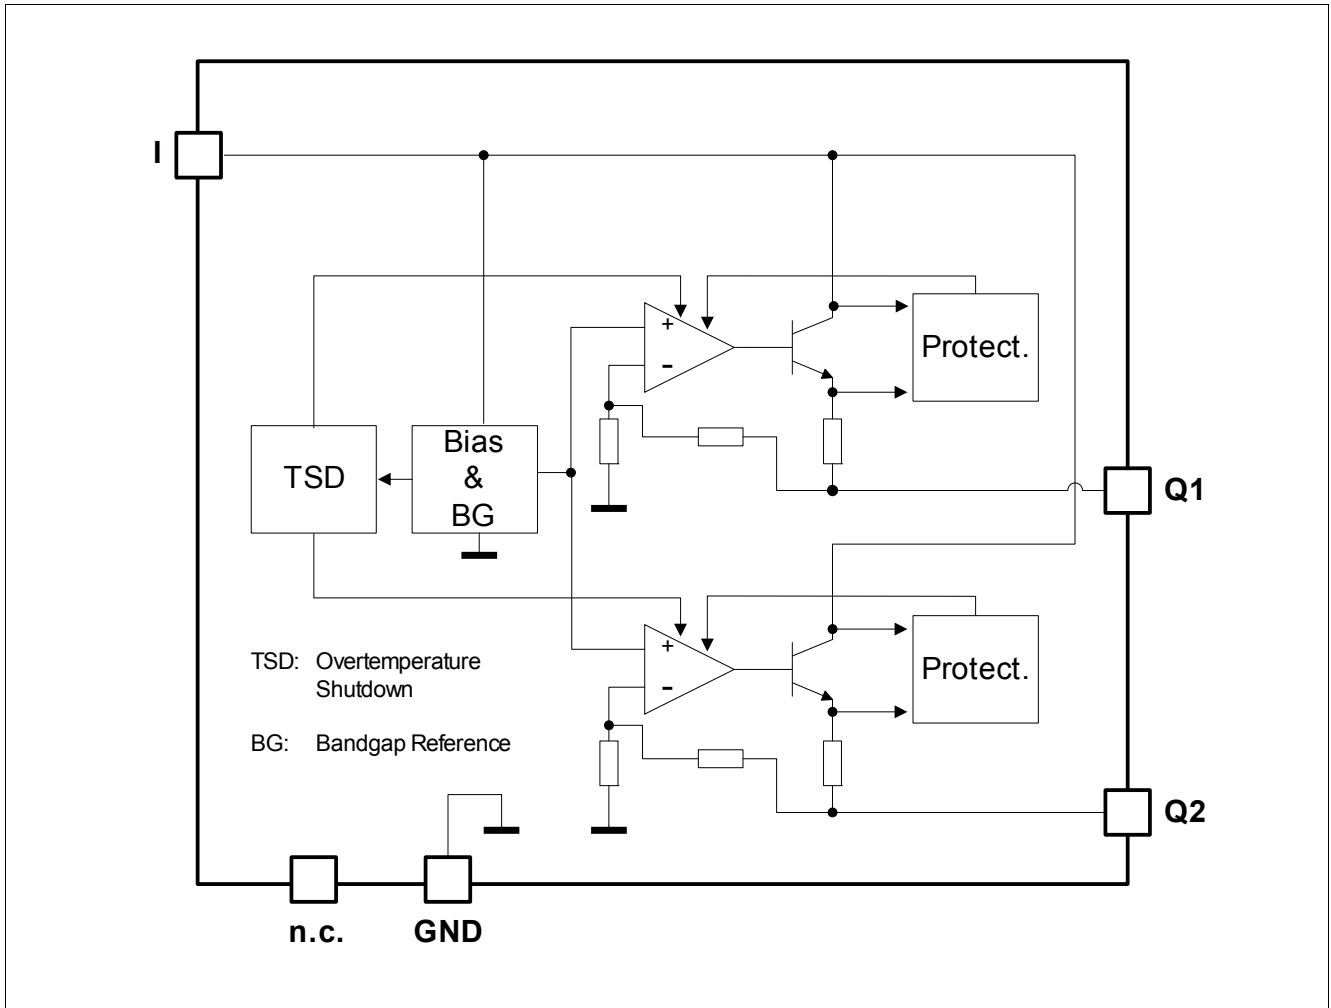 I
+
-
Protect.
TSD
Bias
&
BG
Q1
TSD: Overtemperature
Shutdown
+
-
Protect.
BG: Bandgap Reference
Q2
n.c.
GND